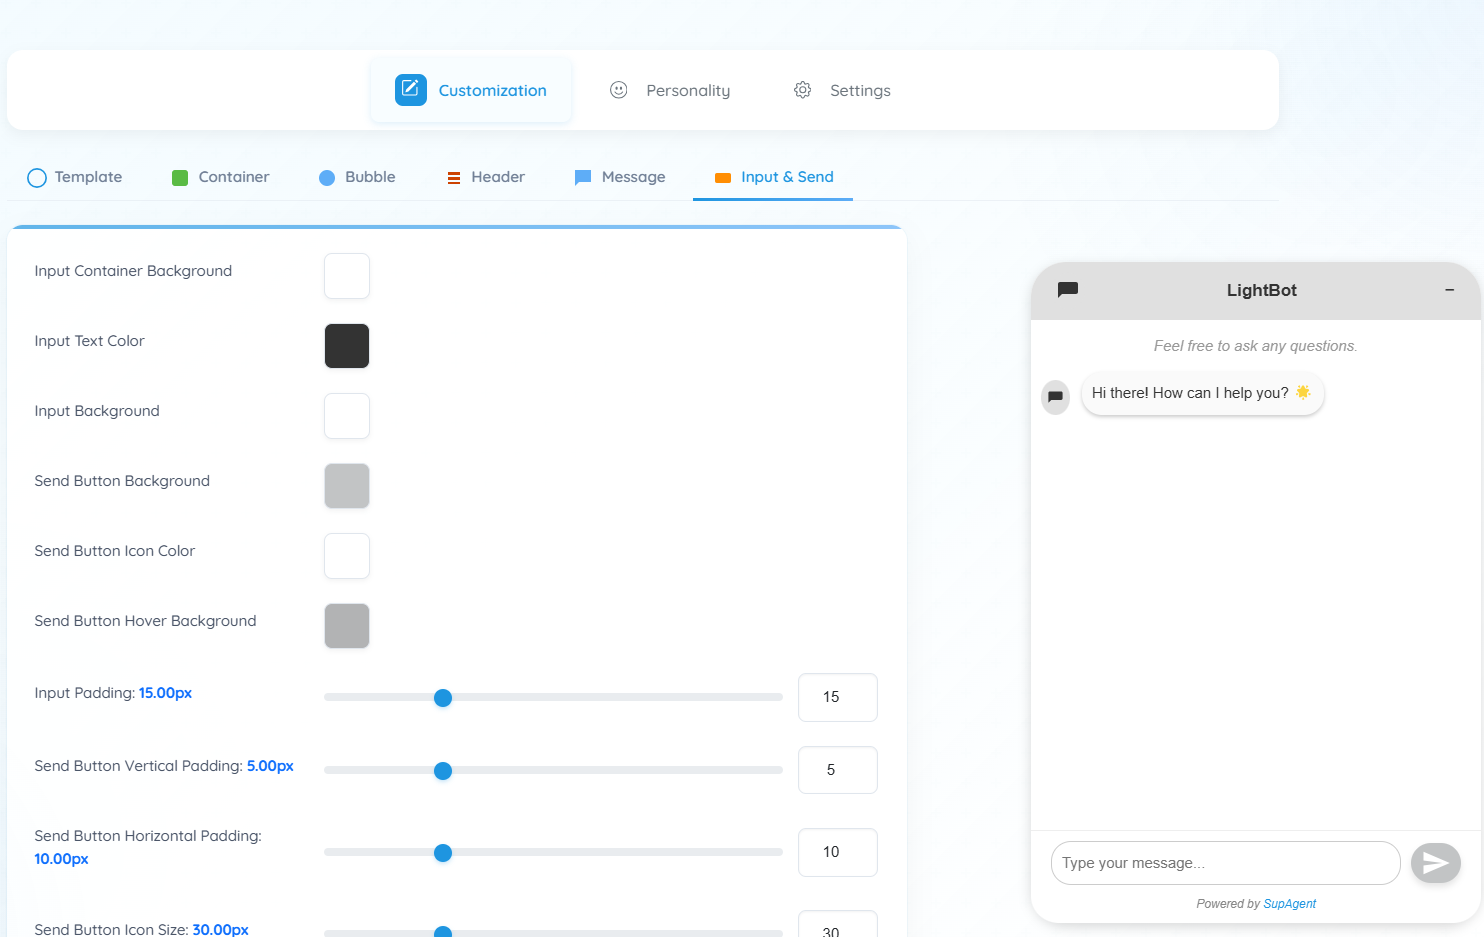 Customization
Personality
Settings
Template
Container
Bubble
Header
Message
Input & Send
Input Container Background
Input Text Color
Input Background
Send Button Background
Send Button Icon Color
Send Button Hover Background
Input Padding: 15.00px
15
Send Button Vertical Padding: 5.00px
5
Send Button Horizontal Padding:
10.00px
10
Send Button Icon Size: 30.00px
30
LightBot
Feel free to ask any questions.
Hi there! How can I help you? 🌟
Type your message...
Powered by SupAgent